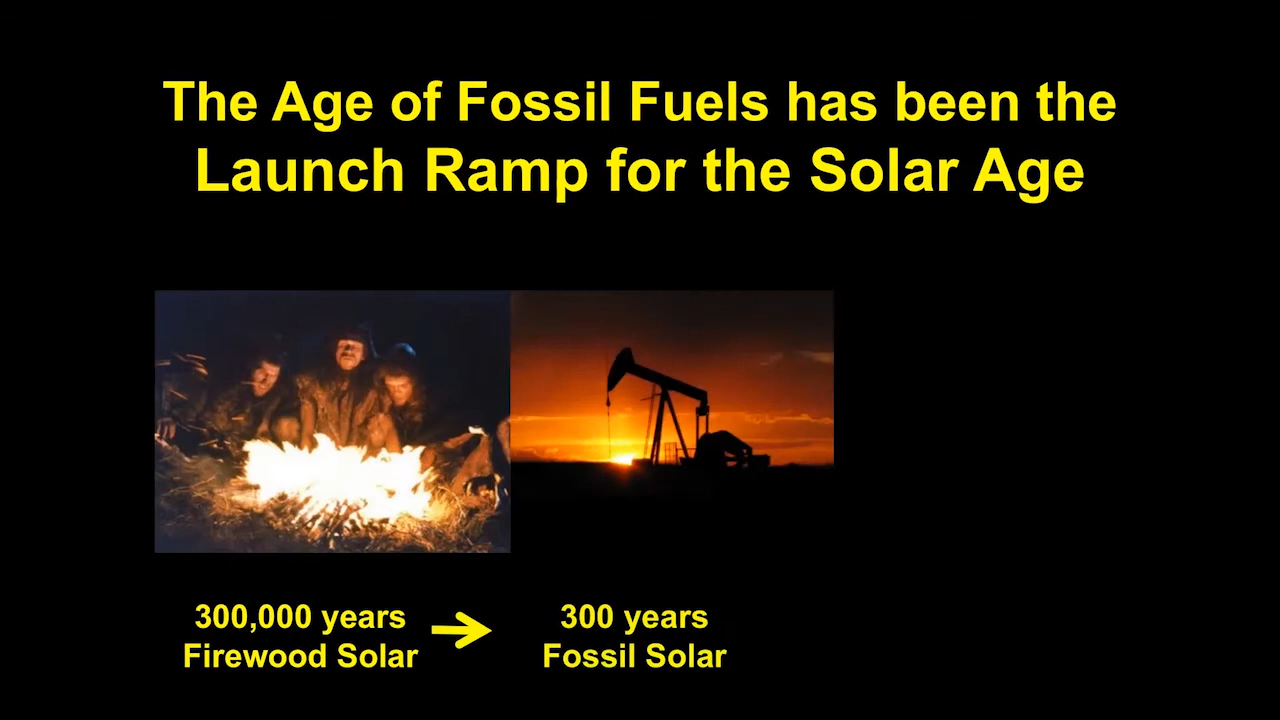 The Age of Fossil Fuels has been the
Launch Ramp for the Solar Age
300,000 years
Firewood Solar
300 years
Fossil Solar